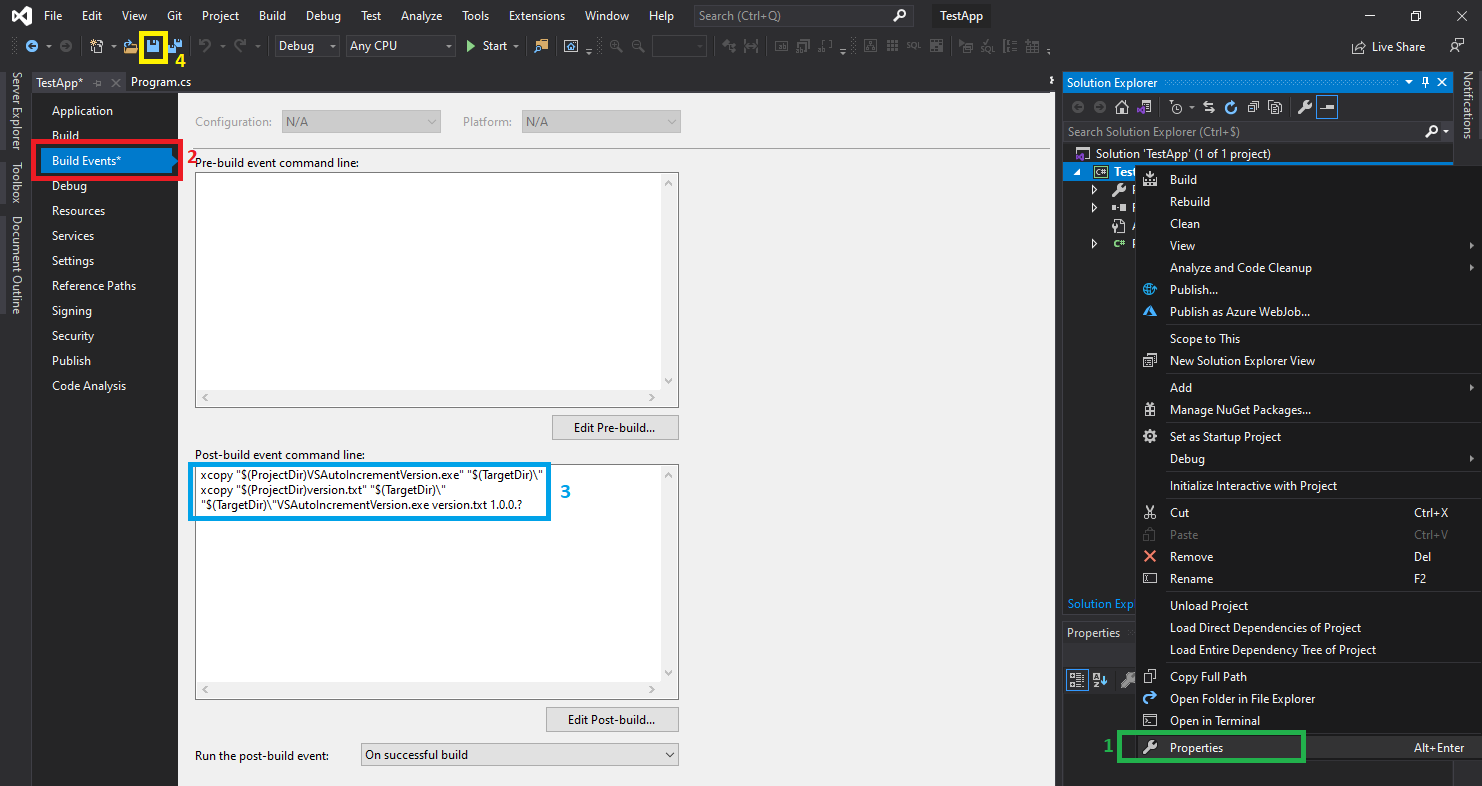 File Edit View Git Project Build Debug Test Analyze Tools Extensions Window Help Search (Ctrl+Q) TestApp
Debug Any CPU Start SQL SQL Live Share
4
Server Explorer
Toolbox
Document Outline
TestApp* Program.cs
Application
Build
Build Events*
2
Debug
Resources
Services
Settings
Reference Paths
Signing
Security
Publish
Code Analysis
Configuration: N/A Platform: N/A
Pre-build event command line:
Edit Pre-build...
Post-build event command line:
xcopy "$(ProjectDir)VSAutoIncrementVersion.exe" "$(TargetDir)\"
xcopy "$(ProjectDir)version.txt" "$(TargetDir)\"
"$(TargetDir)\"VSAutoIncrementVersion.exe version.txt 1.0.0.?
3
Edit Post-build...
Run the post-build event: On successful build
Solution Explorer
Search Solution Explorer (Ctrl+$)
Solution 'TestApp' (1 of 1 project)
C# Test
C#
Solution Exp
Properties
Build
Rebuild
Clean
View
Analyze and Code Cleanup
Publish...
Publish as Azure WebJob...
Scope to This
New Solution Explorer View
Add
Manage NuGet Packages...
Set as Startup Project
Debug
Initialize Interactive with Project
Cut Ctrl+X
Paste Ctrl+V
Remove Del
Rename F2
Unload Project
Load Direct Dependencies of Project
Load Entire Dependency Tree of Project
Copy Full Path
Open Folder in File Explorer
Open in Terminal
1 Properties Alt+Enter
Notifications